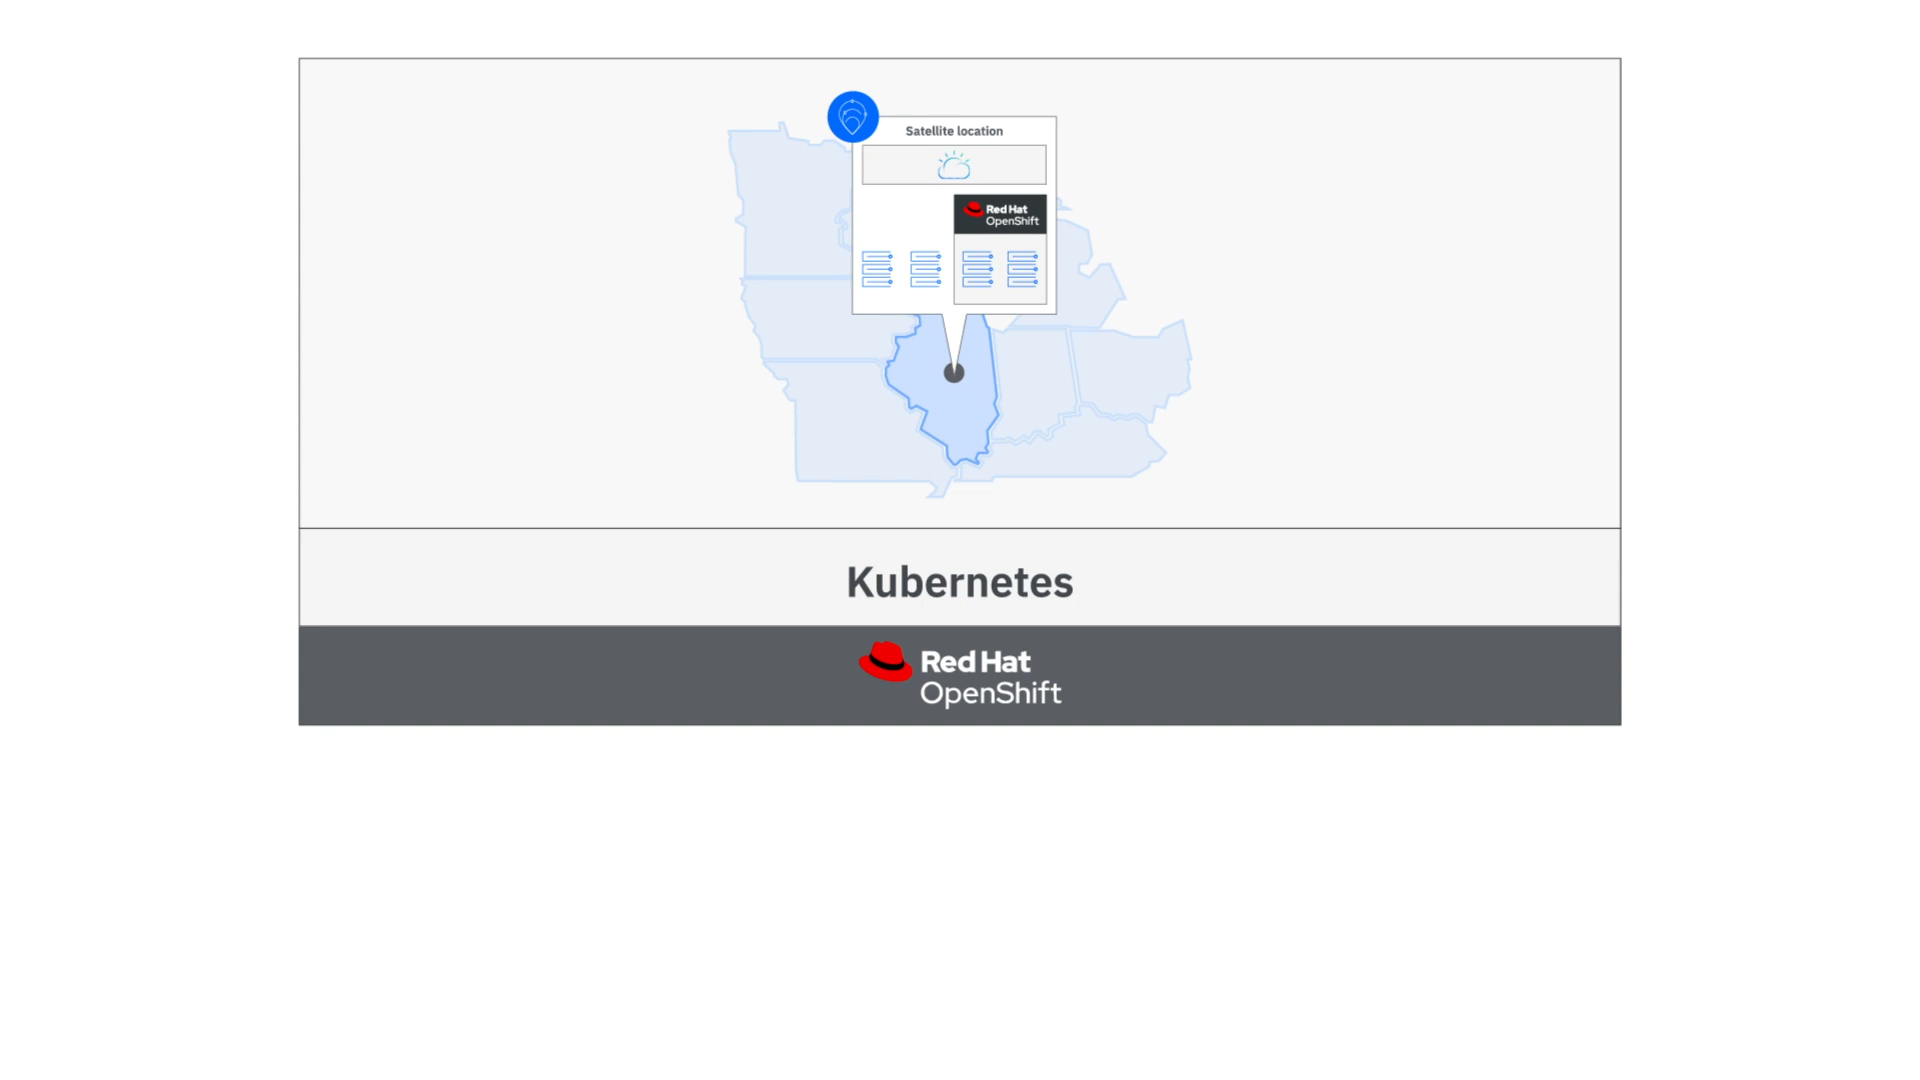 Satellite location
Red Hat
OpenShift
Kubernetes
Red Hat
OpenShift